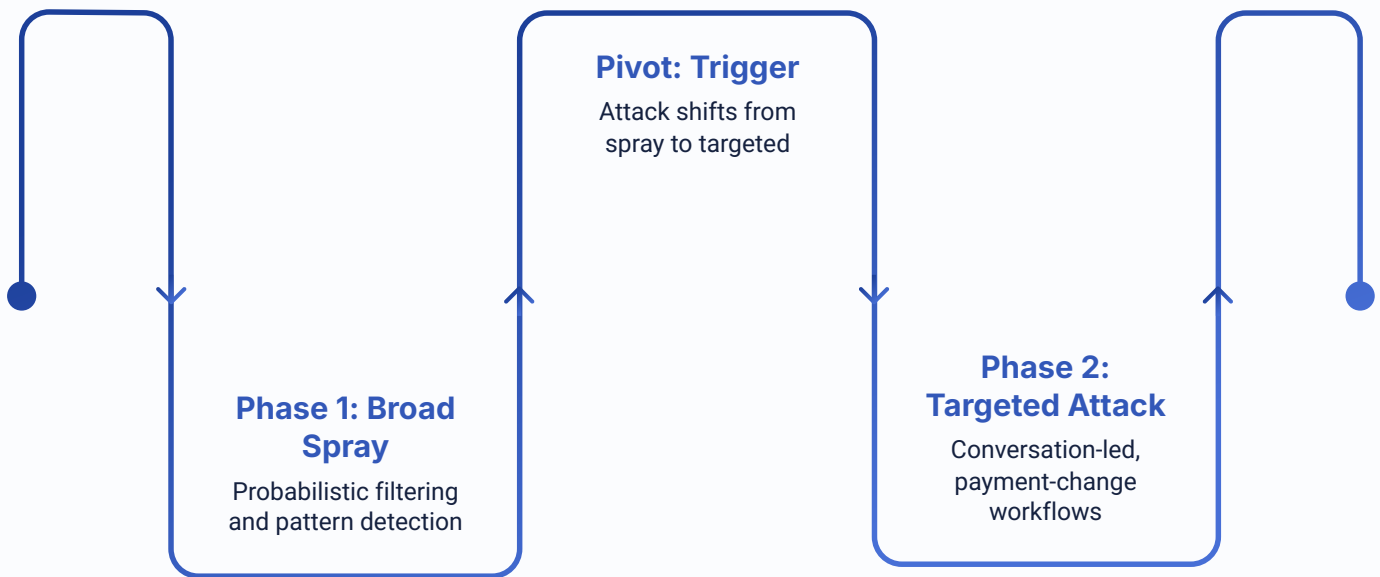 Pivot: Trigger
Attack shifts from
spray to targeted
Phase 1: Broad
Spray
Probabilistic filtering
and pattern detection
Phase 2:
Targeted Attack
Conversation-led,
payment-change
workflows